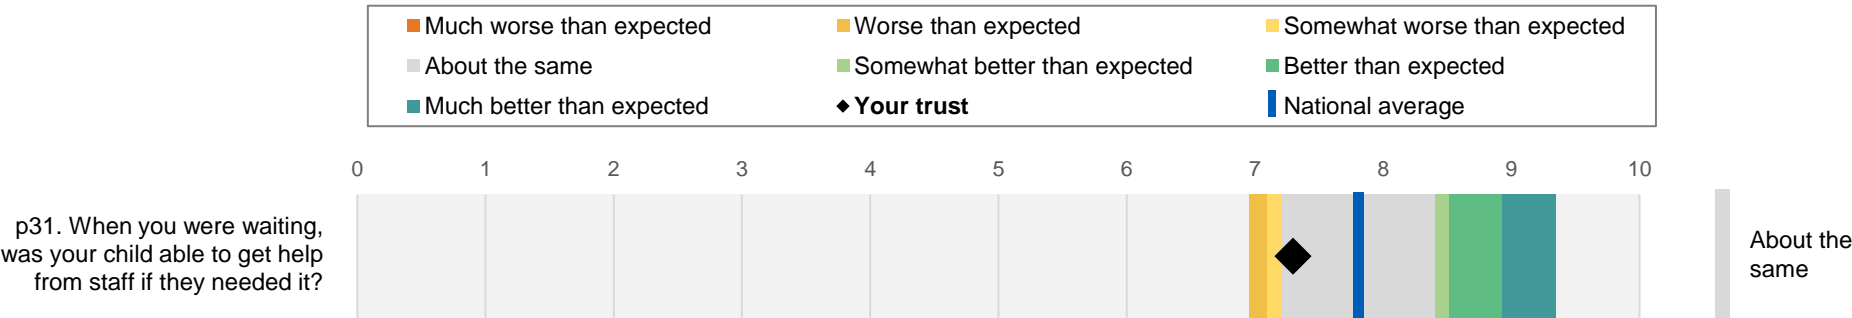 Much worse than expected
Worse than expected
Somewhat worse than expected
About the same
Somewhat better than expected
Better than expected
Much better than expected
Your trust
National average
0 1 2 3 4 5 6 7 8 9 10
p31. When you were waiting,
was your child able to get help
from staff if they needed it?
About the
same